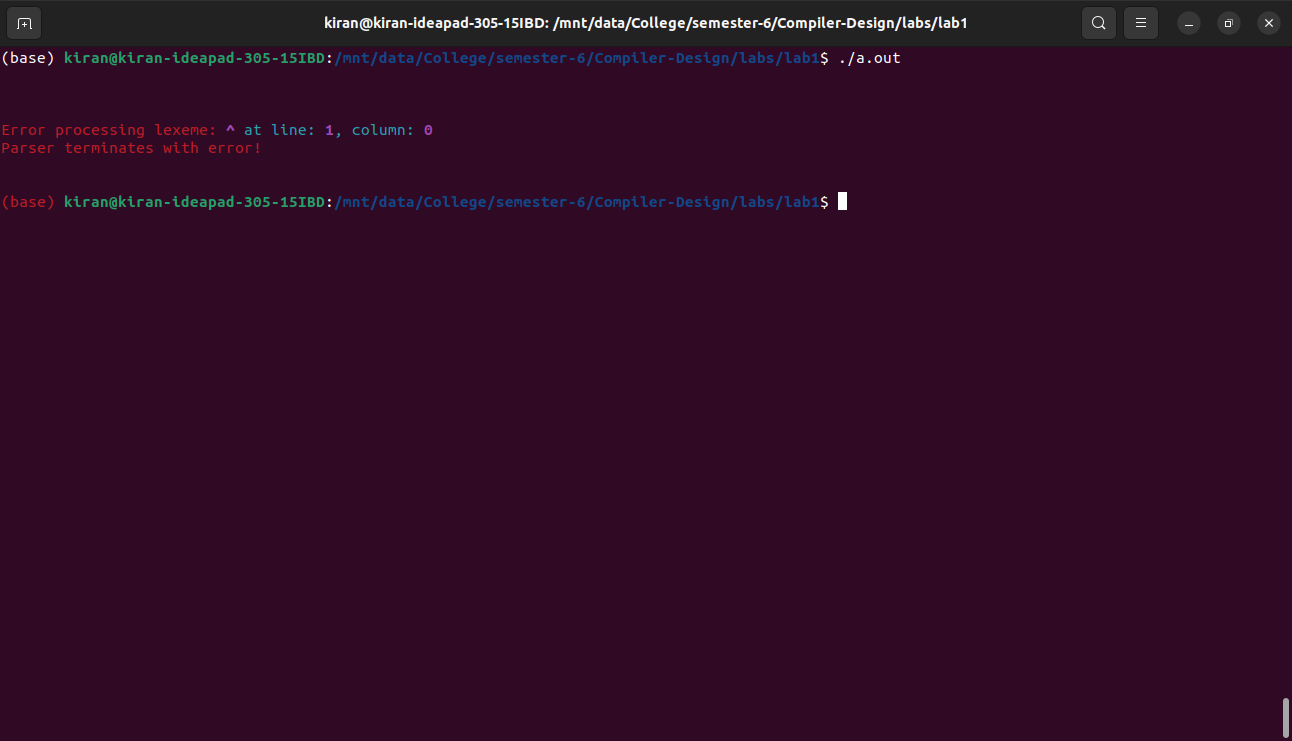 kiran@kiran-ideapad-305-15IBD: /mnt/data/College/semester-6/Compiler-Design/labs/lab1
(base) kiran@kiran-ideapad-305-15IBD:/mnt/data/College/semester-6/Compiler-Design/labs/lab1$ ./a.out
Error processing lexeme: ^ at line: 1, column: 0
Parser terminates with error!
(base) kiran@kiran-ideapad-305-15IBD:/mnt/data/College/semester-6/Compiler-Design/labs/lab1$